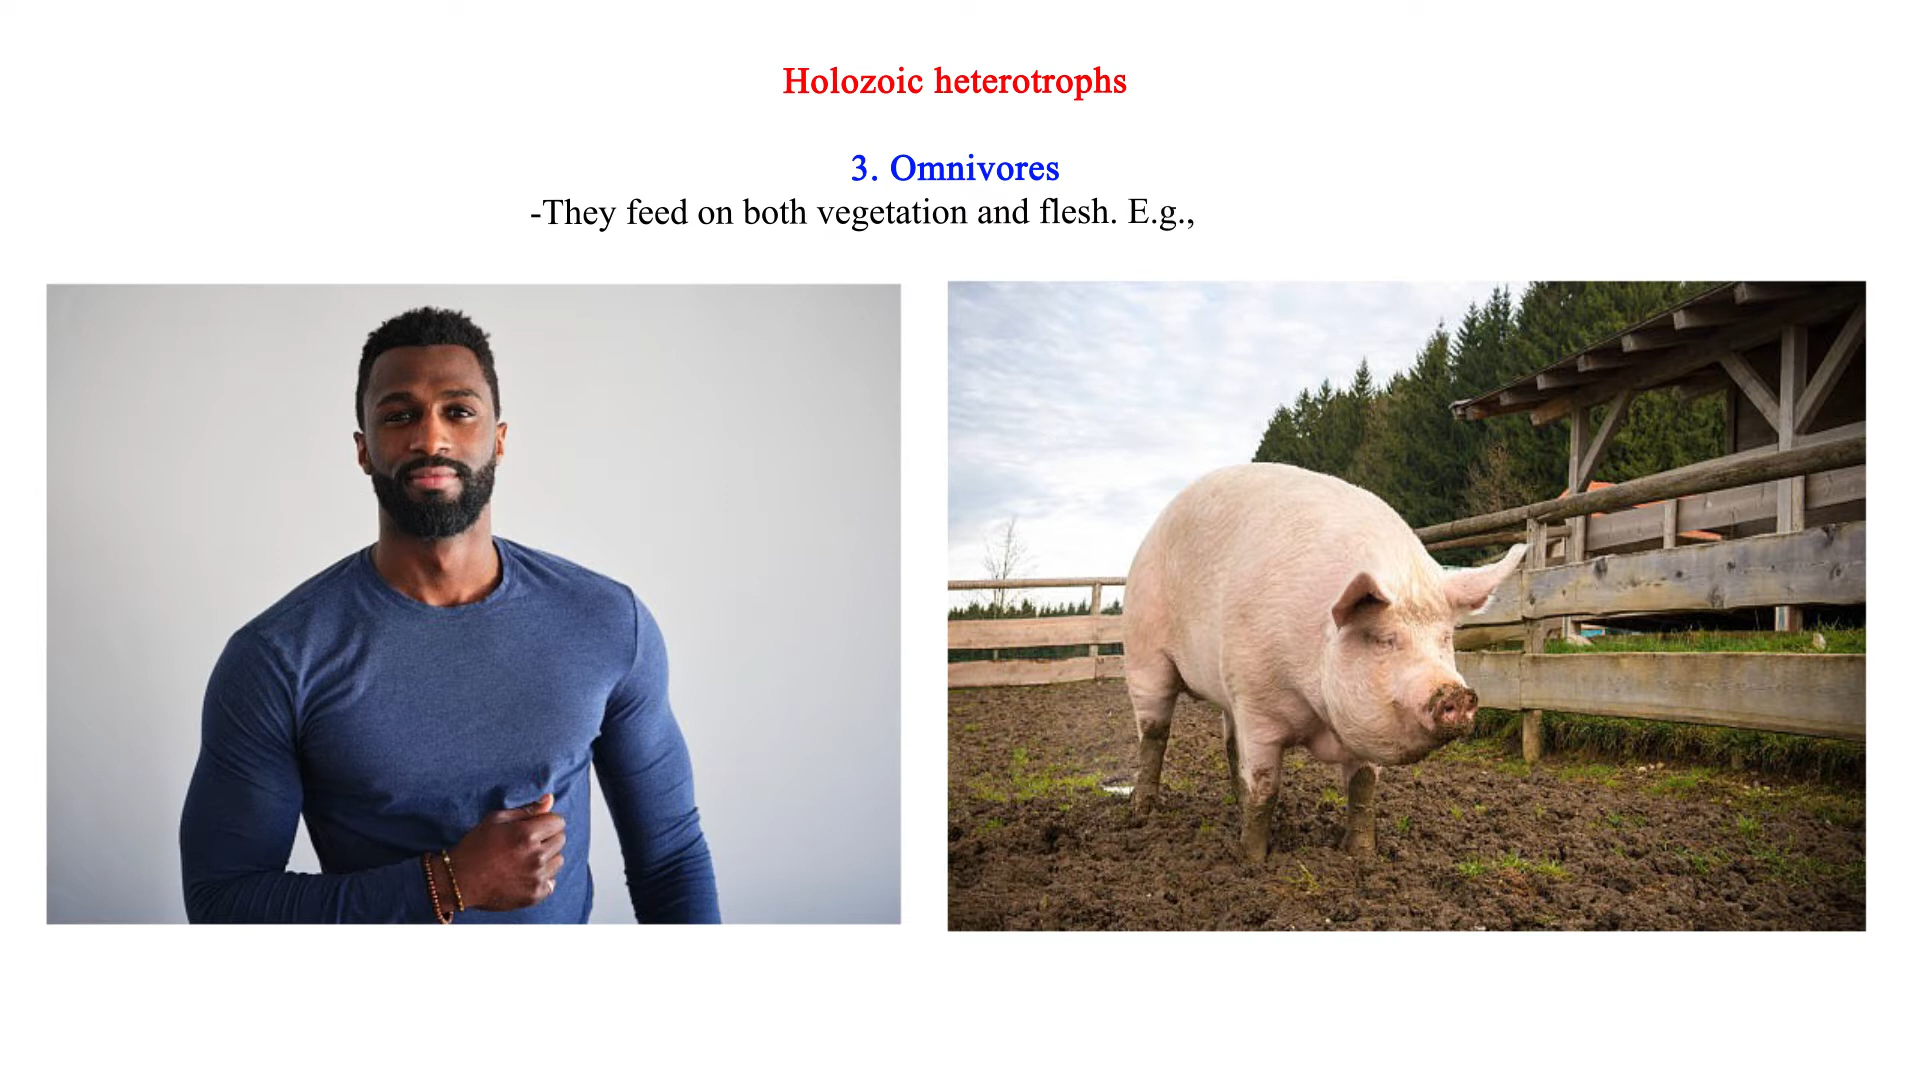 Holozoic heterotrophs
3. Omnivores
-They feed on both vegetation and flesh. E.g.,